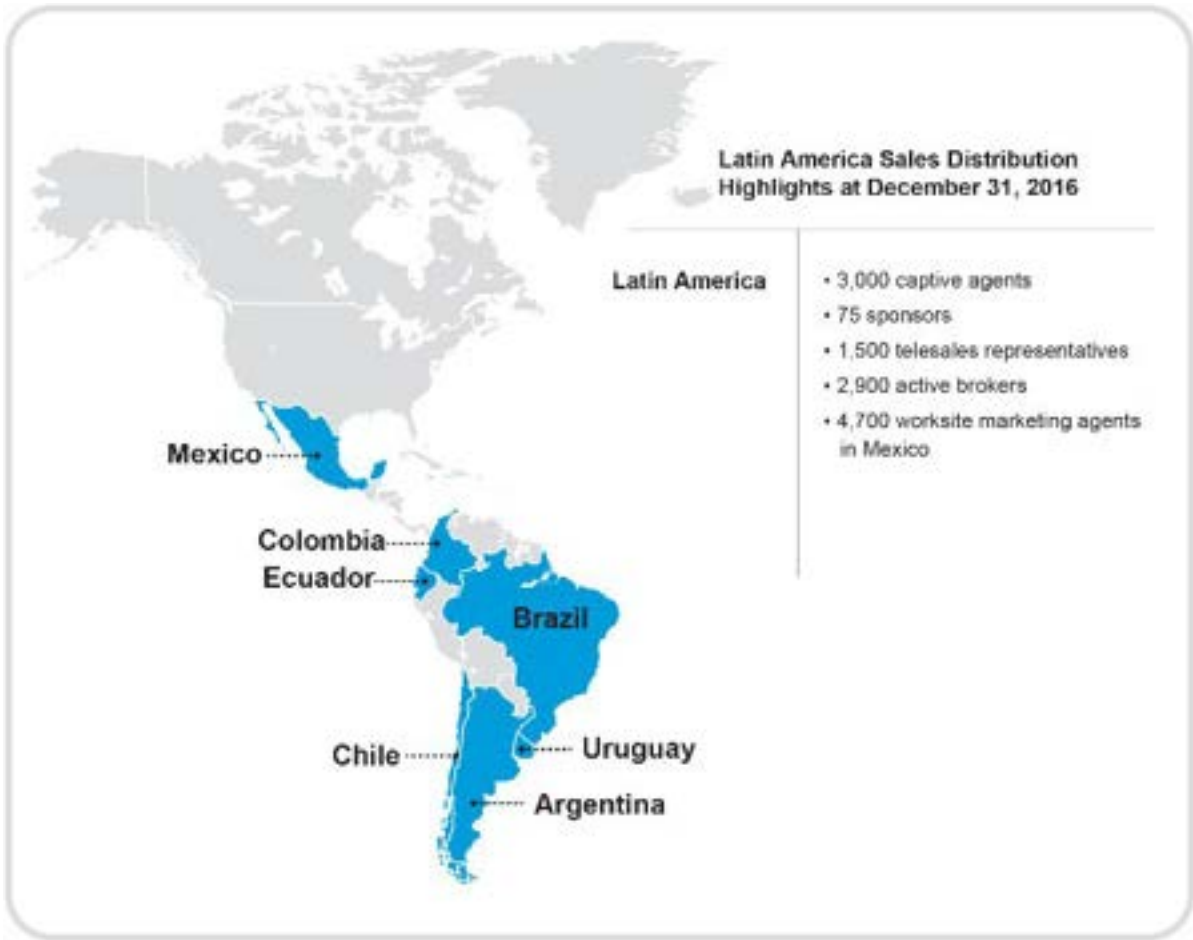 Latin America Sales Distribution
Highlights at December 31, 2016
Latin America
• 3,000 captive agents
• 75 sponsors
• 1,500 telesales representatives
• 2,900 active brokers
• 4,700 worksite marketing agents
in Mexico
Mexico
Colombia
Ecuador
Brazil
Chile
Uruguay
Argentina